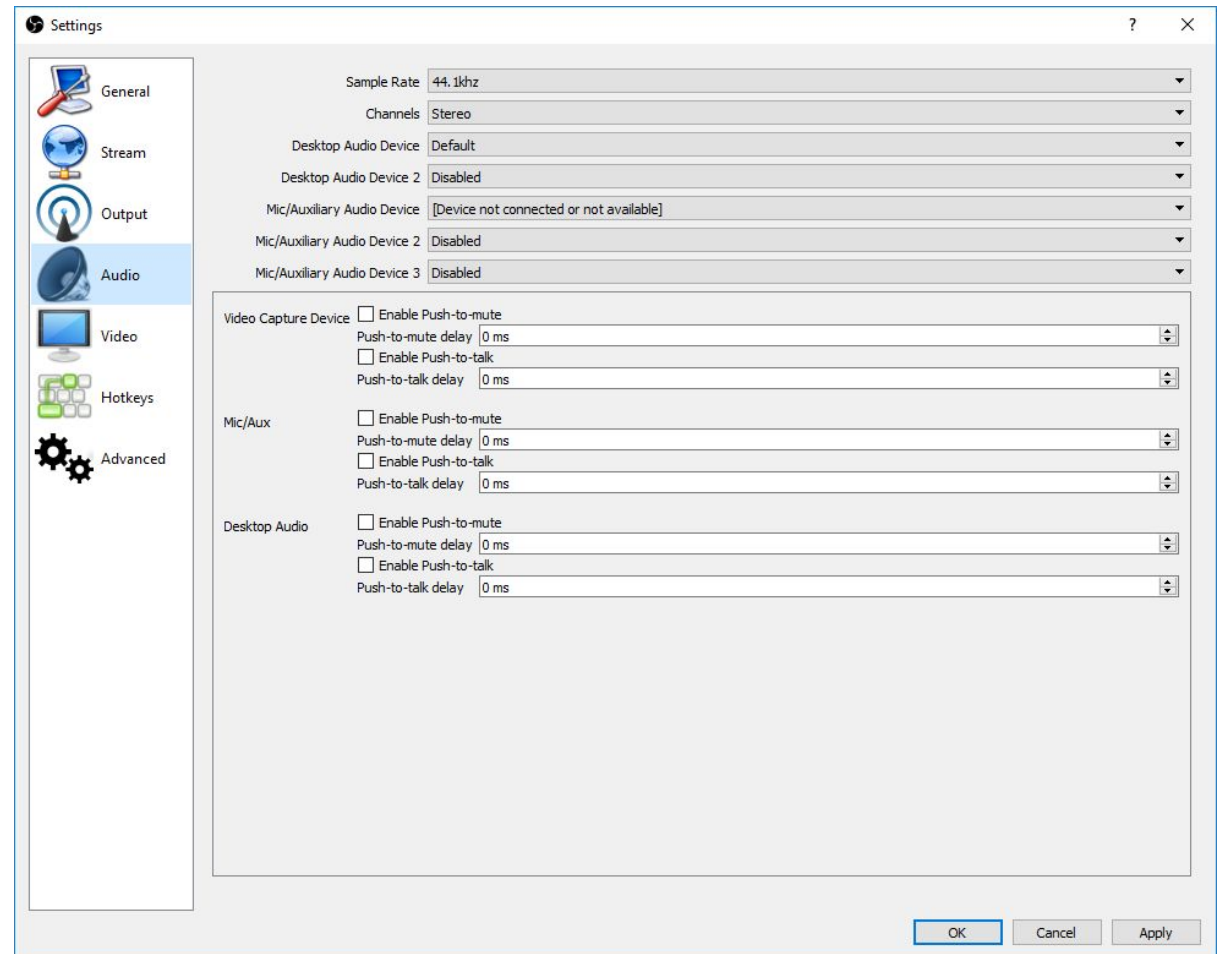 Settings
?
General
Stream
Output
Audio
Video
Hotkeys
Advanced
Sample Rate 44.1khz
Channels Stereo
Desktop Audio Device Default
Desktop Audio Device 2 Disabled
Mic/Auxiliary Audio Device [Device not connected or not available]
Mic/Auxiliary Audio Device 2 Disabled
Mic/Auxiliary Audio Device 3 Disabled
Video Capture Device Enable Push-to-mute
Push-to-mute delay 0 ms
Enable Push-to-talk
Push-to-talk delay 0 ms
Mic/Aux Enable Push-to-mute
Push-to-mute delay 0 ms
Enable Push-to-talk
Push-to-talk delay 0 ms
Desktop Audio Enable Push-to-mute
Push-to-mute delay 0 ms
Enable Push-to-talk
Push-to-talk delay 0 ms
OK Cancel Apply